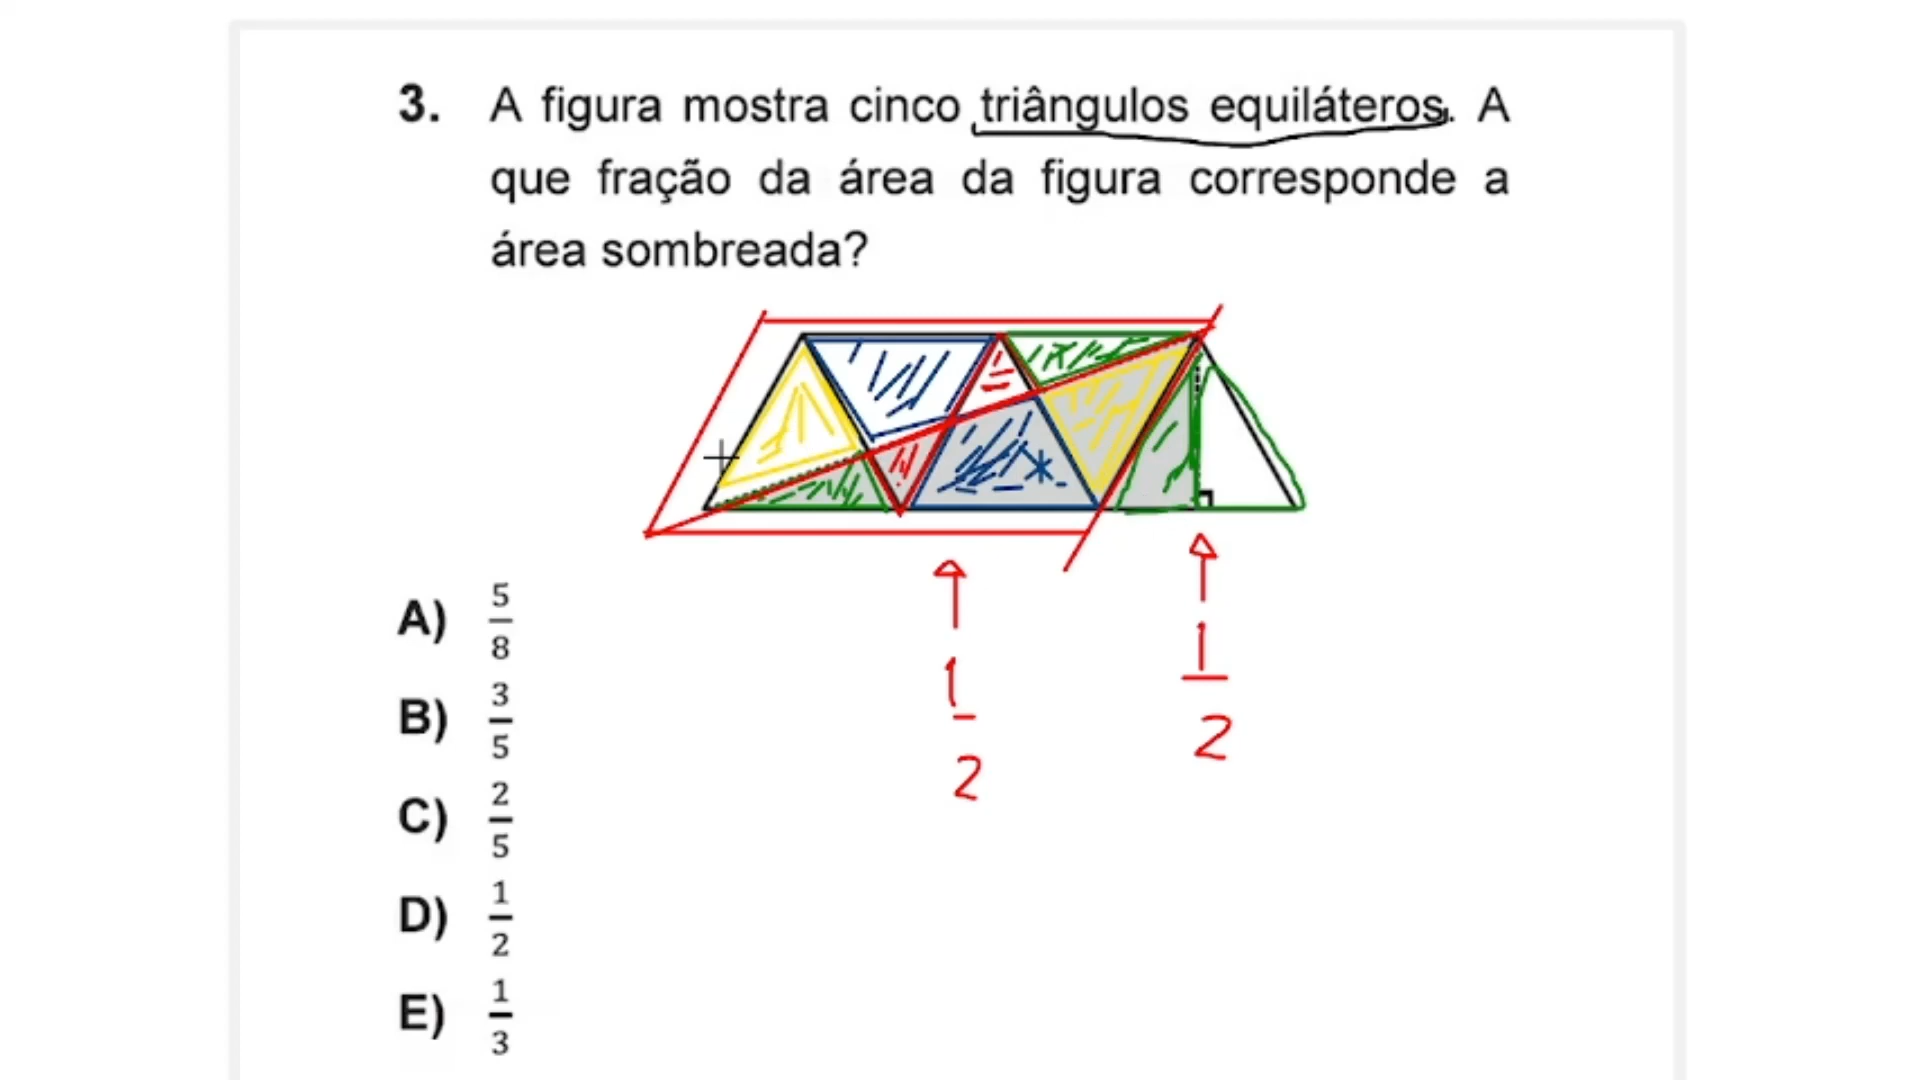 3. A figura mostra cinco triângulos equiláteros. A
que fração da área da figura corresponde a
área sombreada?
1
2
1
2
A) 5/8
B) 3/5
C) 2/5
D) 1/2
E) 1/3